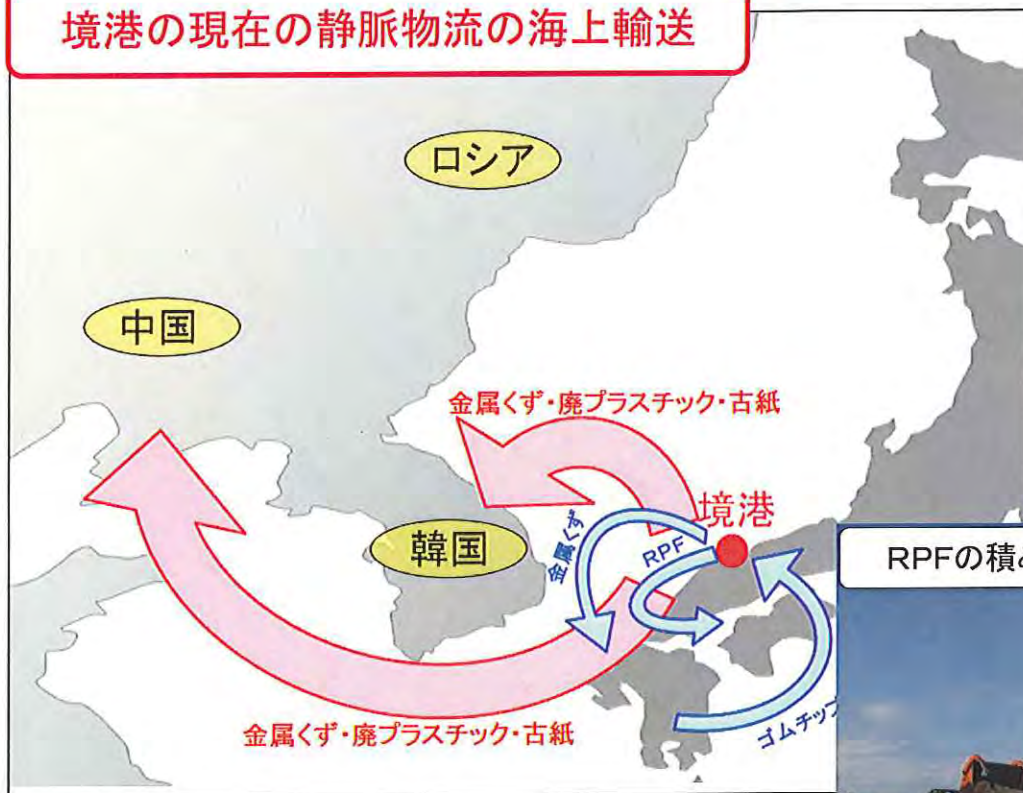 境港の現在の静脈物流の海上輸送
ロシア
中国
金属くず・廃プラスチック・古紙
境港
韓国
金属くず
RPF
RPFの積
金属くず・廃プラスチック・古紙
ゴムチップ